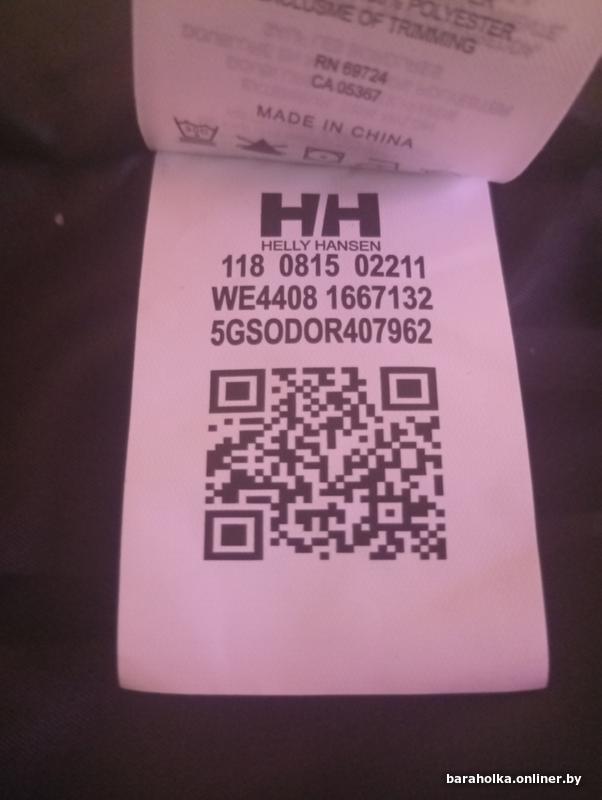 POLYESTER
EXCLUSIVE OF TRIMMING
RN 69724
CA 05367
MADE IN CHINA
HH
HELLY HANSEN
118 0815 02211
WE4408 1667132
5GSODOR407962
baraholka.onliner.by